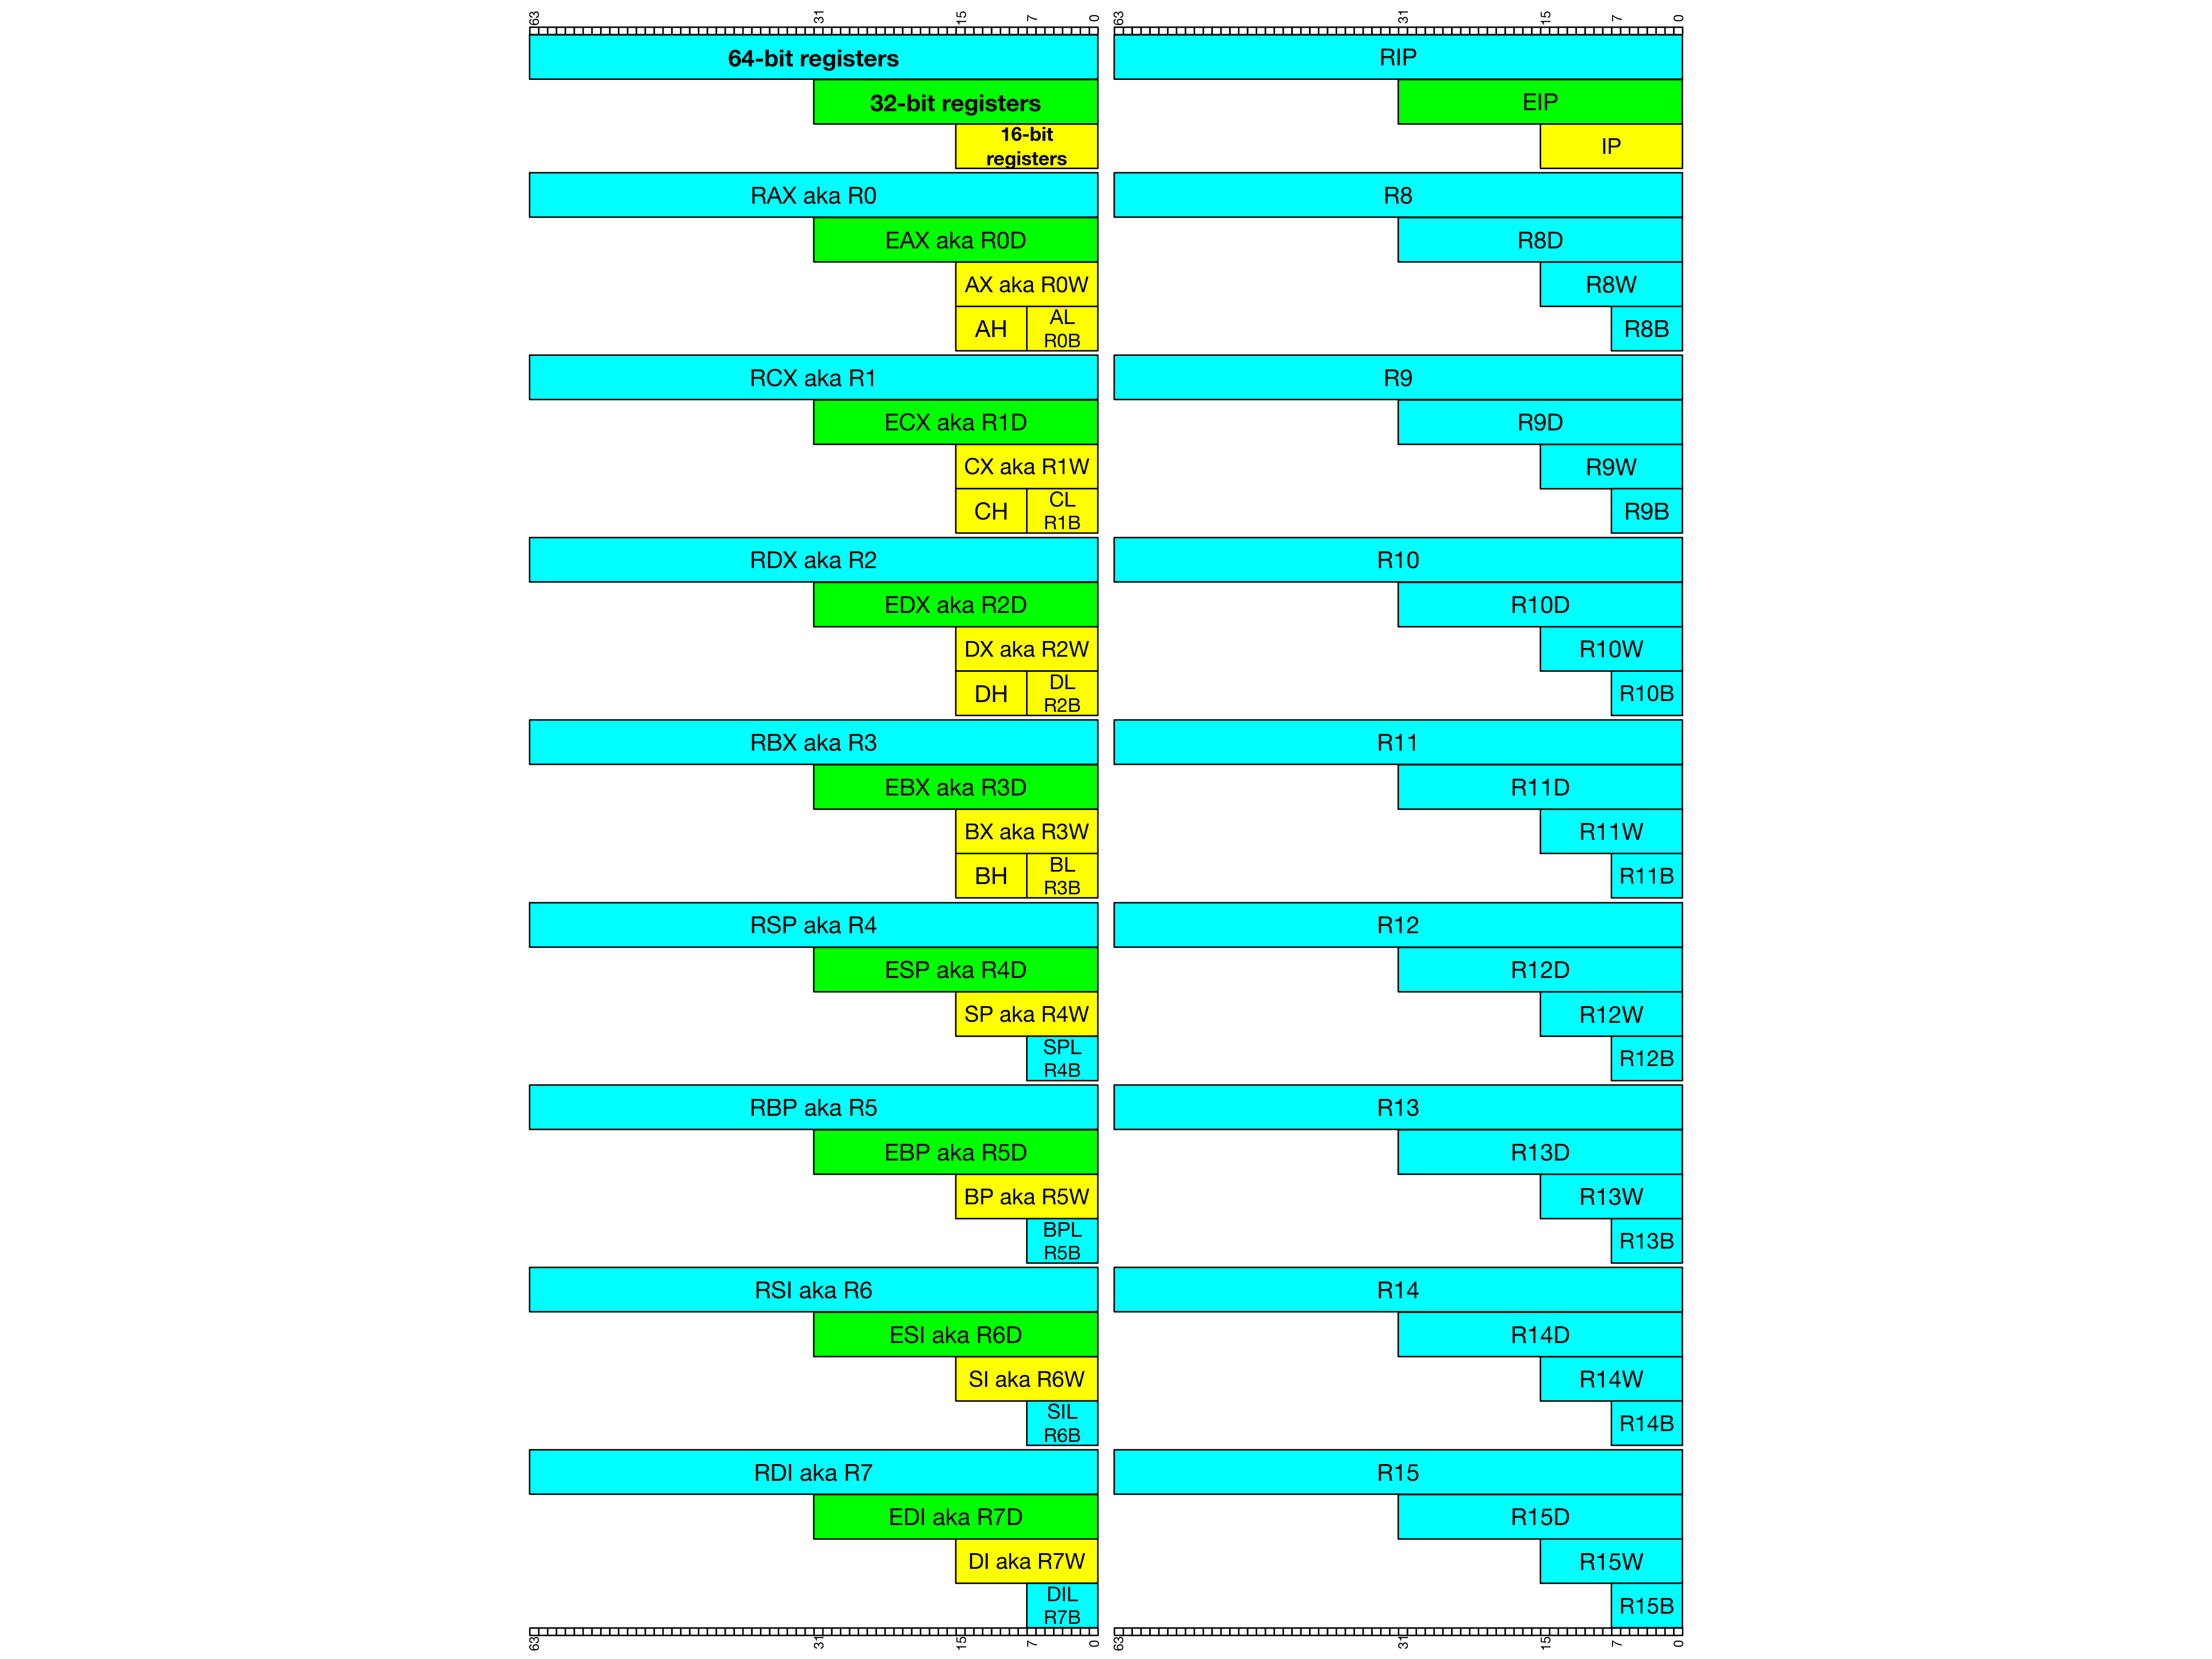 63 31 15 7 0
64-bit registers
32-bit registers
16-bit
registers
RAX aka R0
EAX aka R0D
AX aka R0W
AH
AL
R0B
RCX aka R1
ECX aka R1D
CX aka R1W
CH
CL
R1B
RDX aka R2
EDX aka R2D
DX aka R2W
DH
DL
R2B
RBX aka R3
EBX aka R3D
BX aka R3W
BH
BL
R3B
RSP aka R4
ESP aka R4D
SP aka R4W
SPL
R4B
RBP aka R5
EBP aka R5D
BP aka R5W
BPL
R5B
RSI aka R6
ESI aka R6D
SI aka R6W
SIL
R6B
RDI aka R7
EDI aka R7D
DI aka R7W
DIL
R7B
63 31 15 7 0
63 31 15 7 0
RIP
EIP
IP
R8
R8D
R8W
R8B
R9
R9D
R9W
R9B
R10
R10D
R10W
R10B
R11
R11D
R11W
R11B
R12
R12D
R12W
R12B
R13
R13D
R13W
R13B
R14
R14D
R14W
R14B
R15
R15D
R15W
R15B
63 31 15 7 0